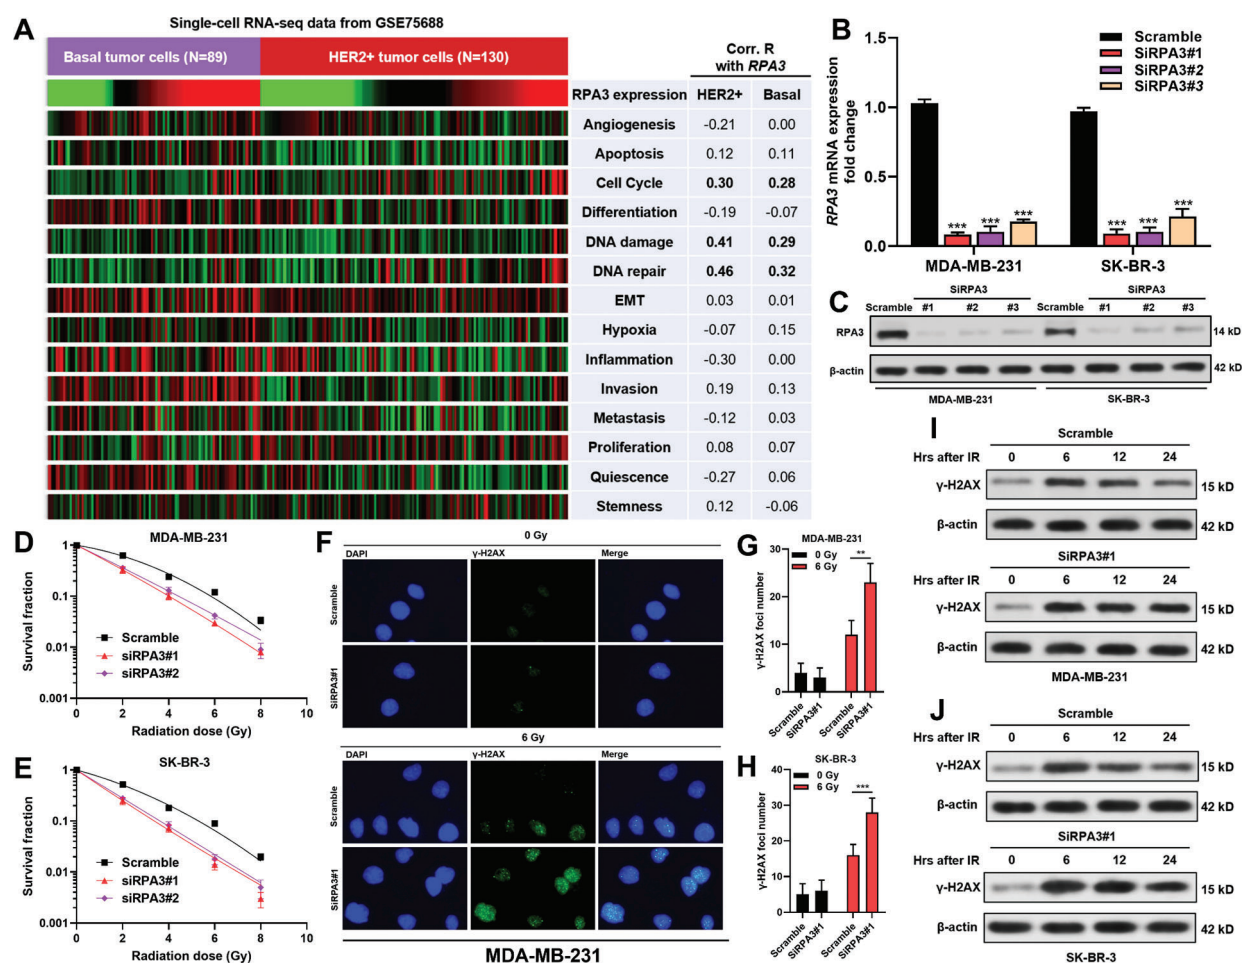 A
Single-cell RNA-seq data from GSE75688
Basal tumor cells (N=89)
HER2+ tumor cells (N=130)
Corr. R
with RPA3
RPA3 expression HER2+ Basal
Angiogenesis -0.21 0.00
Apoptosis 0.12 0.11
Cell Cycle 0.30 0.28
Differentiation -0.19 -0.07
DNA damage 0.41 0.29
DNA repair 0.46 0.32
EMT 0.03 0.01
Hypoxia -0.07 0.15
Inflammation -0.30 0.00
Invasion 0.19 0.13
Metastasis -0.12 0.03
Proliferation 0.08 0.07
Quiescence -0.27 0.06
Stemness 0.12 -0.06
B
RPA3 mRNA expression
fold change
1.5
1.0
0.5
0.0
Scramble
SiRPA3#1
SiRPA3#2
SiRPA3#3
*** *** *** *** *** ***
MDA-MB-231 SK-BR-3
C
SiRPA3 SiRPA3
Scramble #1 #2 #3 Scramble #1 #2 #3
RPA3 14 kD
β-actin 42 kD
MDA-MB-231 SK-BR-3
D
MDA-MB-231
Survival fraction
1
0.1
0.01
0.001
Scramble
siRPA3#1
siRPA3#2
0 2 4 6 8 10
Radiation dose (Gy)
E
SK-BR-3
Survival fraction
1
0.1
0.01
0.001
Scramble
siRPA3#1
siRPA3#2
0 2 4 6 8 10
Radiation dose (Gy)
F
0 Gy
DAPI γ-H2AX Merge
Scramble
SiRPA3#1
6 Gy
DAPI γ-H2AX Merge
Scramble
SiRPA3#1
MDA-MB-231
G
MDA-MB-231
0 Gy
6 Gy
**
γ-H2AX foci number
30
20
10
0
Scramble SiRPA3#1 Scramble SiRPA3#1
H
SK-BR-3
0 Gy
6 Gy
***
γ-H2AX foci number
40
30
20
10
0
Scramble SiRPA3#1 Scramble SiRPA3#1
I
Scramble
Hrs after IR 0 6 12 24
γ-H2AX 15 kD
β-actin 42 kD
SiRPA3#1
Hrs after IR 0 6 12 24
γ-H2AX 15 kD
β-actin 42 kD
MDA-MB-231
J
Scramble
Hrs after IR 0 6 12 24
γ-H2AX 15 kD
β-actin 42 kD
SiRPA3#1
Hrs after IR 0 6 12 24
γ-H2AX 15 kD
β-actin 42 kD
SK-BR-3